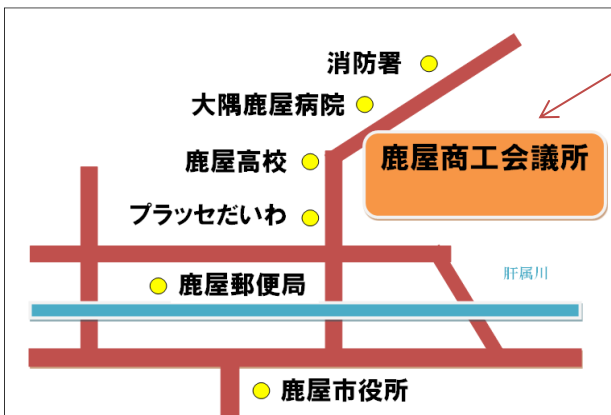 消防署
大隅鹿屋病院
鹿屋高校
鹿屋商工会議所
プラッセだいわ
肝属川
鹿屋郵便局
鹿屋市役所